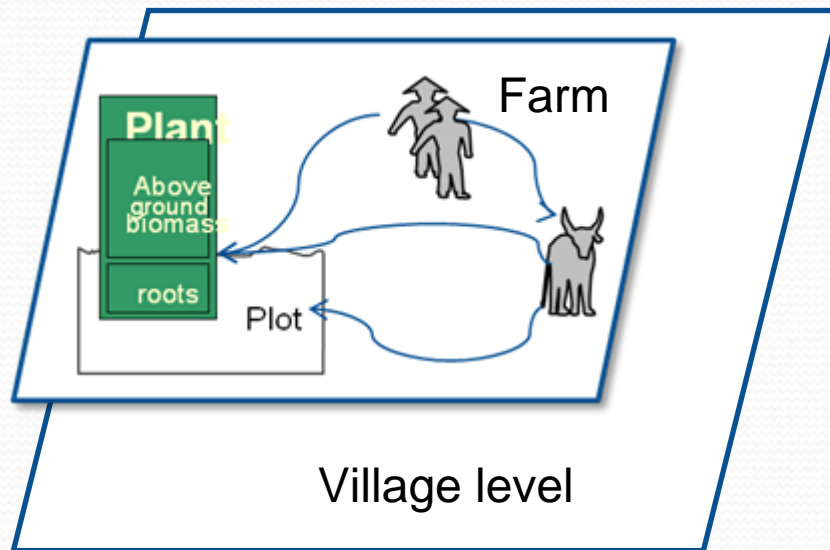 Farm
Plant
Above
ground
biomass
roots
Plot
Village level